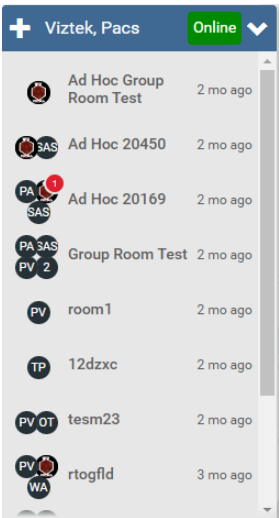 Viztek, Pacs Online
Ad Hoc Group
Room Test
2 mo ago
SAS Ad Hoc 20450 2 mo ago
PA 1
SAS
Ad Hoc 20169 2 mo ago
PA SAS
PV 2
Group Room Test 2 mo ago
PV room1 2 mo ago
TP 12dzxc 2 mo ago
PV OT tesm23 2 mo ago
PV
WA
rtogfld 3 mo ago